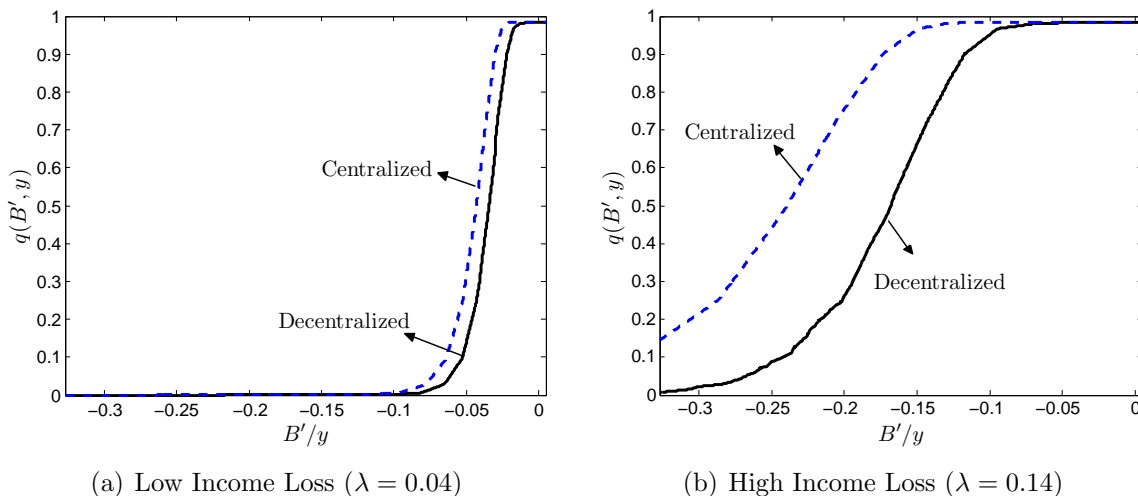 1
0.9
0.8
0.7
0.6
0.5
0.4
0.3
0.2
0.1
0
q(B′, y)
Centralized
Decentralized
−0.3 −0.25 −0.2 −0.15 −0.1 −0.05 0
B′/y
(a) Low Income Loss (λ = 0.04)
1
0.9
0.8
0.7
0.6
0.5
0.4
0.3
0.2
0.1
0
q(B′, y)
Centralized
Decentralized
−0.3 −0.25 −0.2 −0.15 −0.1 −0.05 0
B′/y
(b) High Income Loss (λ = 0.14)